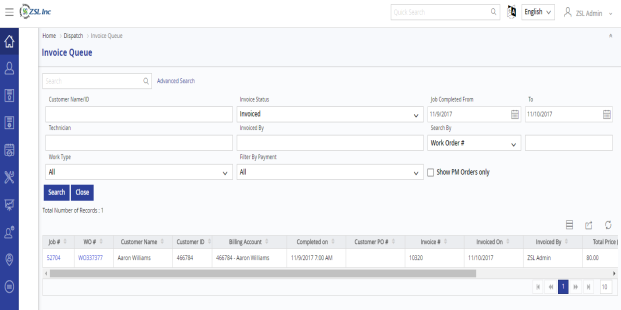 ZSL Inc
Quick Search
English
ZSL Admin
Home > Dispatch > Invoice Queue
Invoice Queue
Search
Advanced Search
Customer Name/ID
Invoice Status
Job Completed From
To
Invoiced
11/9/2017
11/10/2017
Technician
Invoiced By
Search By
Work Order #
Work Type
Filter By Payment
All
All
Show PM Orders only
Search
Close
Total Number of Records : 1
Job # WO # Customer Name Customer ID Billing Account Completed on Customer PO # Invoice # Invoiced On Invoiced By Total Price (
52704 WO337377 Aaron Williams 466784 466784 - Aaron Williams 11/9/2017 7:00 AM 10320 11/10/2017 ZSL Admin 80.00
1
10